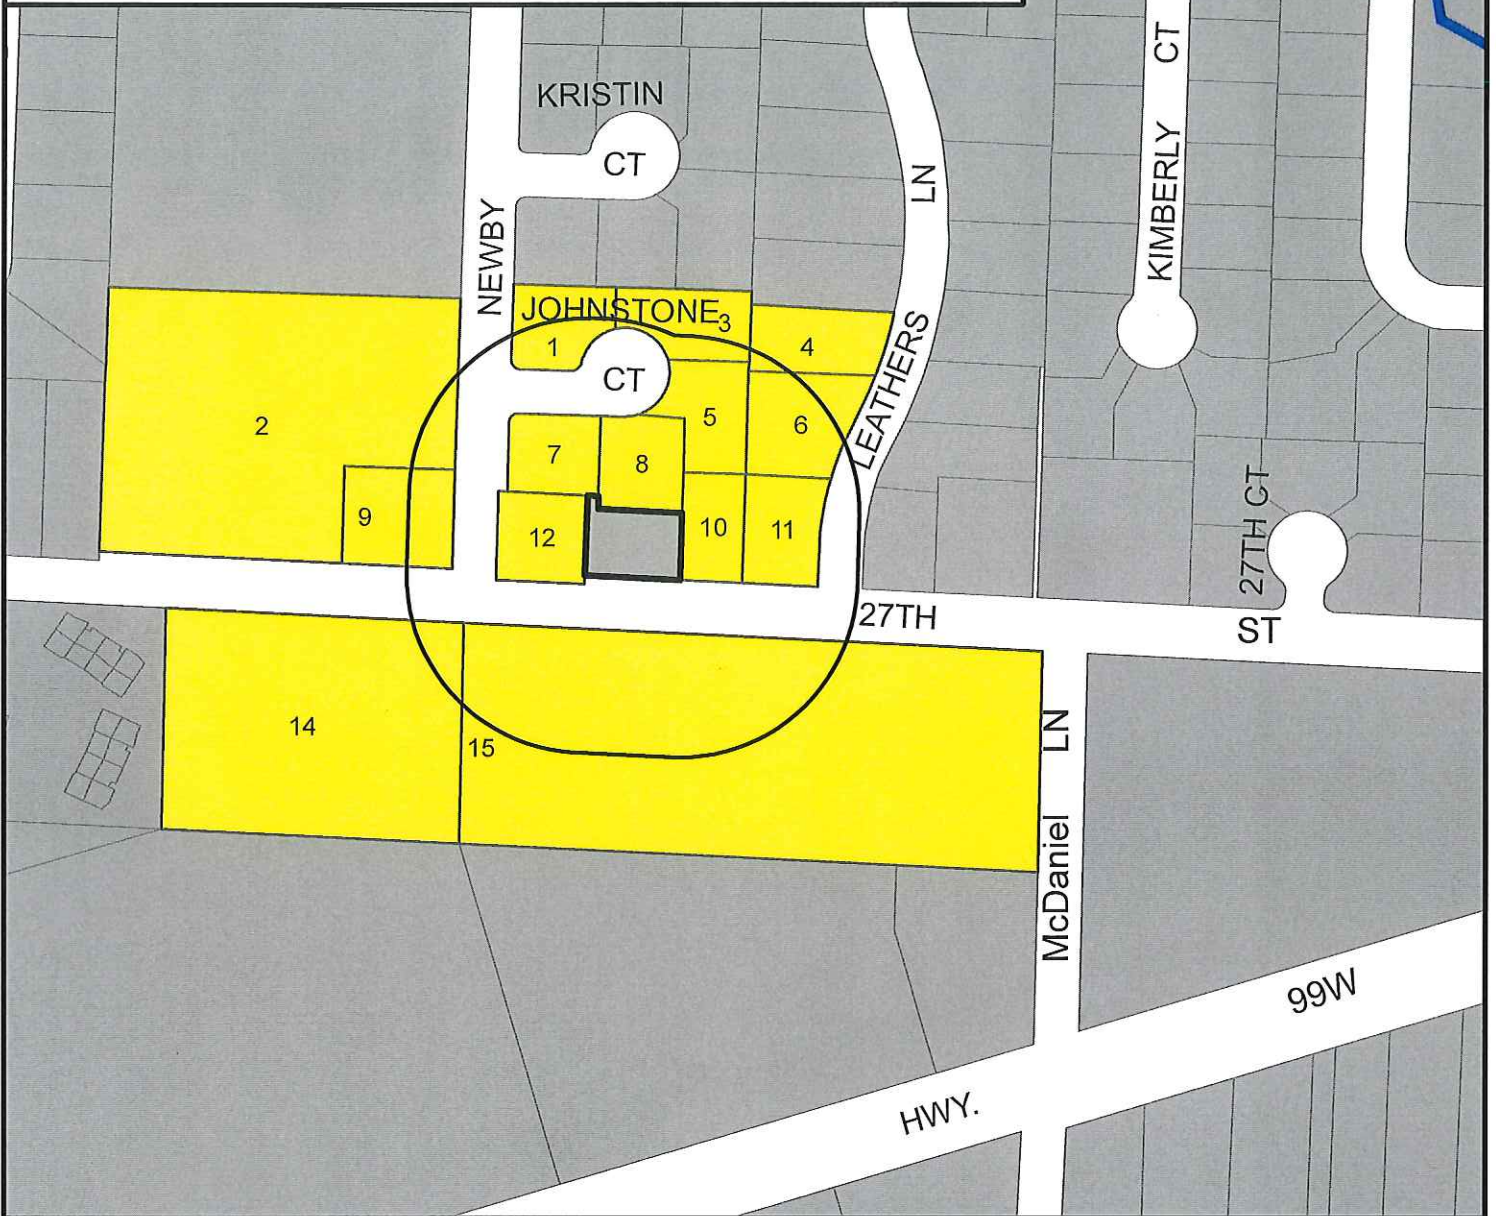 KRISTIN
CT
KIMBERLY CT
LN
NEWBY
JOHNSTONE
3
1
4
CT
LEATHERS
2
5
6
7
8
9
12
10
11
27TH CT
27TH
ST
14
15
LN
McDaniel
99W
HWY.